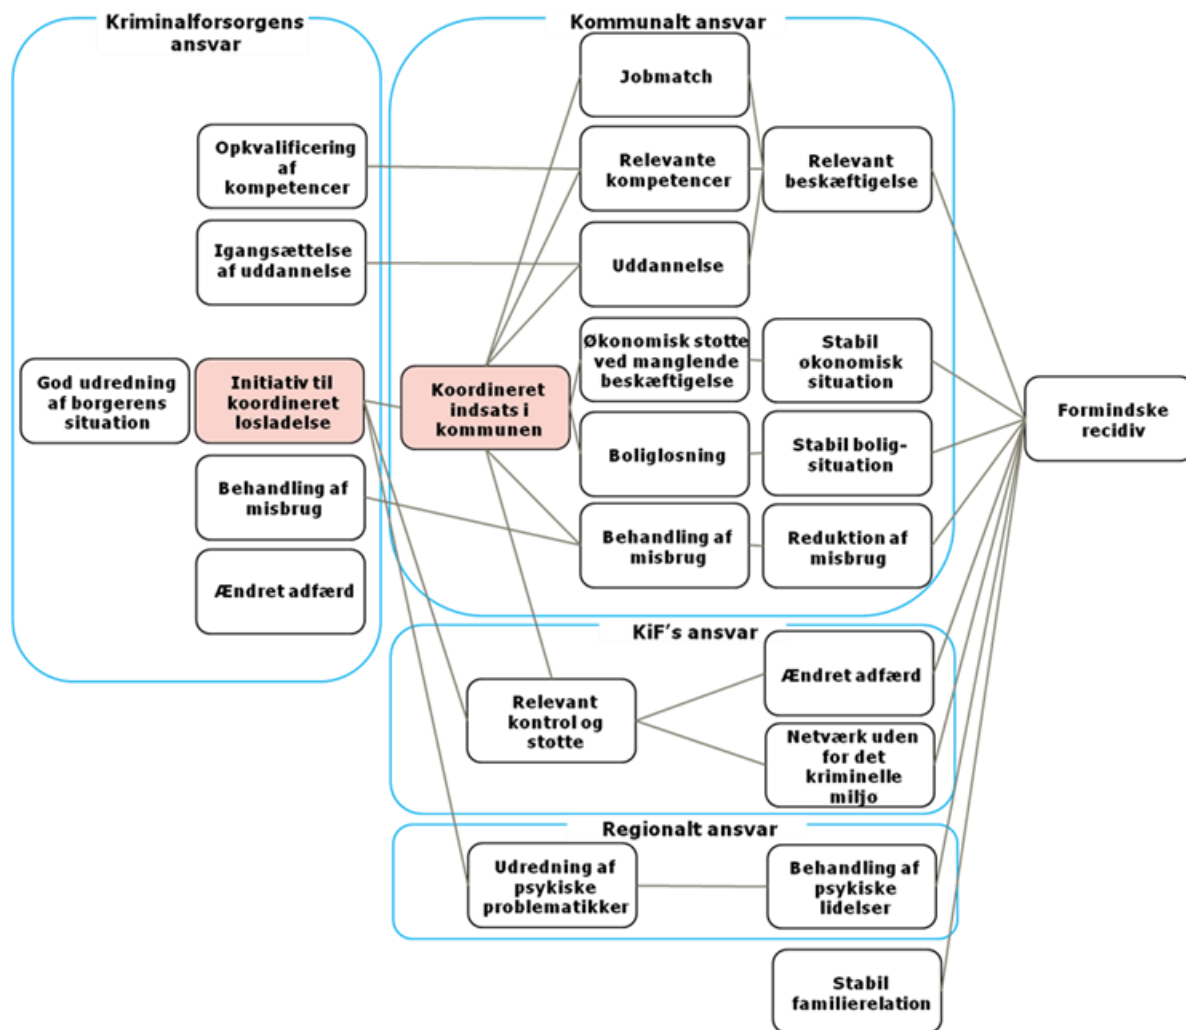 Kriminalforsorgens
ansvar
Opkvalificering
af
kompetencer
Igangsættelse
af uddannelse
God udredning
af borgerens
situation
Initiativ til
koordineret
losladelse
Behandling af
misbrug
Ændret adfærd
Kommunalt ansvar
Jobmatch
Relevante
kompetencer
Relevant
beskæftigelse
Uddannelse
Koordineret
indsats i
kommunen
Økonomisk stotte
ved manglende
beskæftigelse
Stabil
okonomisk
situation
Boliglosning
Stabil bolig-
situation
Behandling af
misbrug
Reduktion af
misbrug
Formindske
recidiv
KiF's ansvar
Relevant
kontrol og
stotte
Ændret adfærd
Netværk uden
for det
kriminelle
miljo
Regionalt ansvar
Udredning af
psykiske
problematikker
Behandling af
psykiske
lidelser
Stabil
familierelation